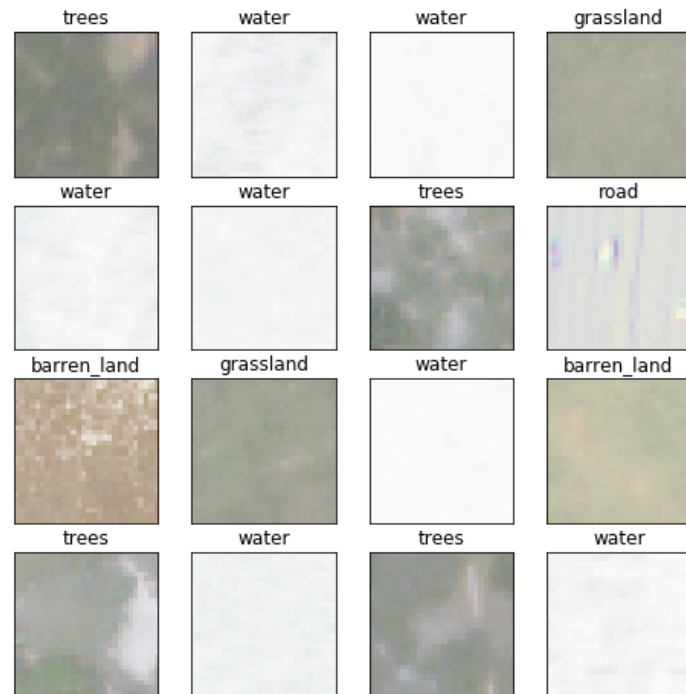 trees water water grassland
water water trees road
barren_land grassland water barren_land
trees water trees water